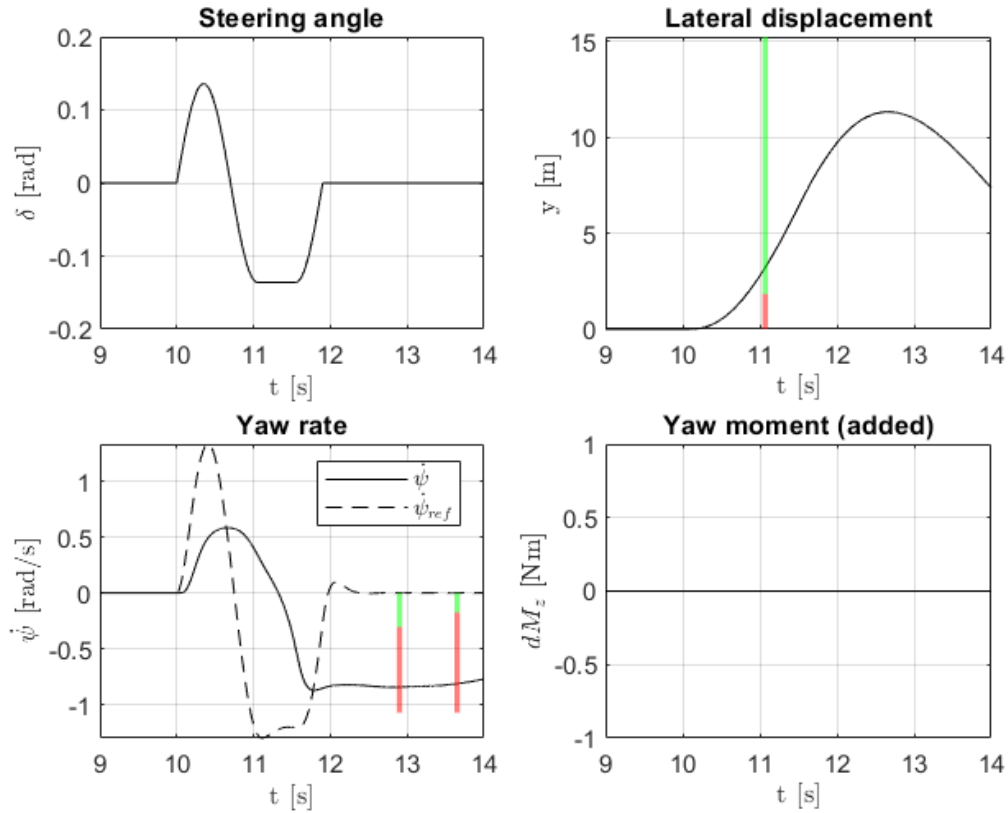 Steering angle
0.2
0.1
0
-0.1
-0.2
δ [rad]
9 10 11 12 13 14
t [s]
Lateral displacement
15
10
5
0
y [m]
9 10 11 12 13 14
t [s]
Yaw rate
1
0.5
0
-0.5
-1
ψ̇ [rad/s]
ψ̇
ψ̇_ref
9 10 11 12 13 14
t [s]
Yaw moment (added)
1
0.5
0
-0.5
-1
dM_z [Nm]
9 10 11 12 13 14
t [s]